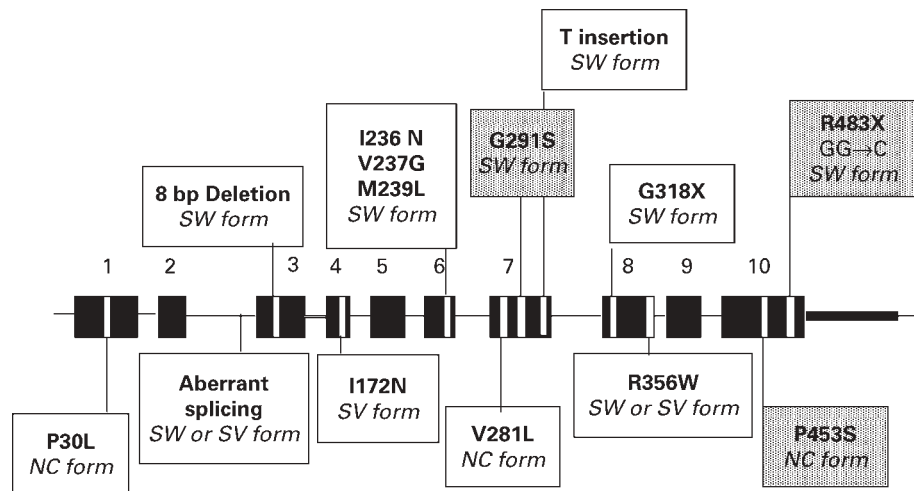 T insertion
SW form
I236 N
V237G
M239L
SW form
G291S
SW form
R483X
GG→C
SW form
8 bp Deletion
SW form
G318X
SW form
1 2 3 4 5 6 7 8 9 10
Aberrant
splicing
SW or SV form
I172N
SV form
R356W
SW or SV form
P30L
NC form
V281L
NC form
P453S
NC form